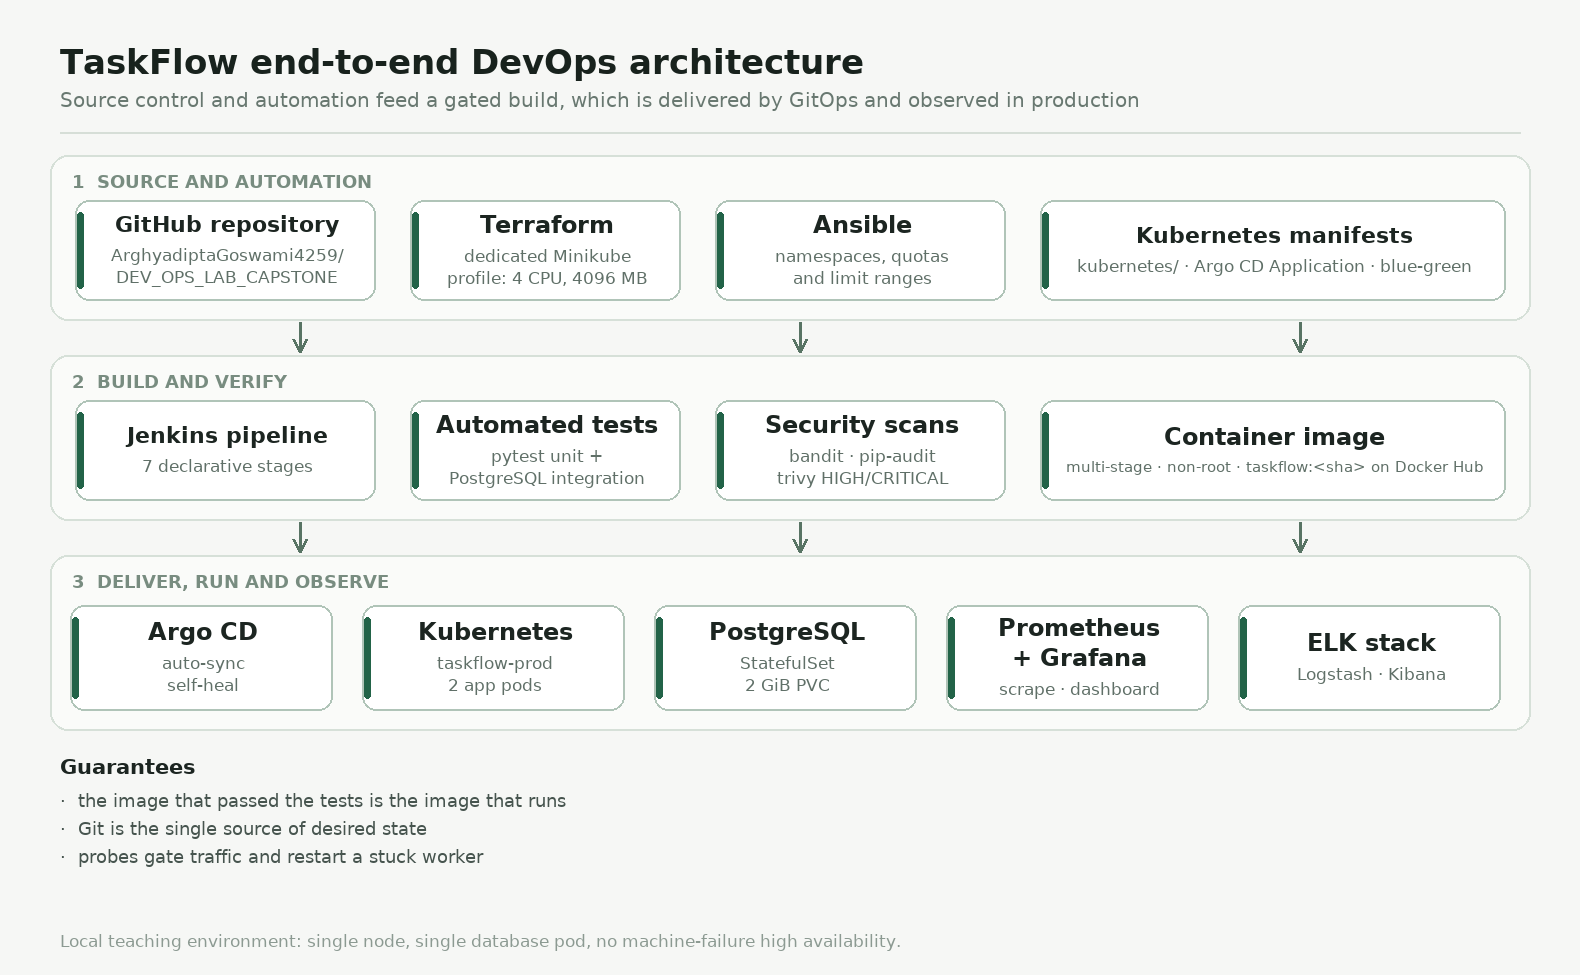 TaskFlow end-to-end DevOps architecture
Source control and automation feed a gated build, which is delivered by GitOps and observed in production
1 SOURCE AND AUTOMATION
GitHub repository
ArghyadiptaGoswami4259/
DEV_OPS_LAB_CAPSTONE
Terraform
dedicated Minikube
profile: 4 CPU, 4096 MB
Ansible
namespaces, quotas
and limit ranges
Kubernetes manifests
kubernetes/ · Argo CD Application · blue-green
2 BUILD AND VERIFY
Jenkins pipeline
7 declarative stages
Automated tests
pytest unit +
PostgreSQL integration
Security scans
bandit · pip-audit
trivy HIGH/CRITICAL
Container image
multi-stage · non-root · taskflow:<sha> on Docker Hub
3 DELIVER, RUN AND OBSERVE
Argo CD
auto-sync
self-heal
Kubernetes
taskflow-prod
2 app pods
PostgreSQL
StatefulSet
2 GiB PVC
Prometheus
+ Grafana
scrape · dashboard
ELK stack
Logstash · Kibana
Guarantees
· the image that passed the tests is the image that runs
· Git is the single source of desired state
· probes gate traffic and restart a stuck worker
Local teaching environment: single node, single database pod, no machine-failure high availability.